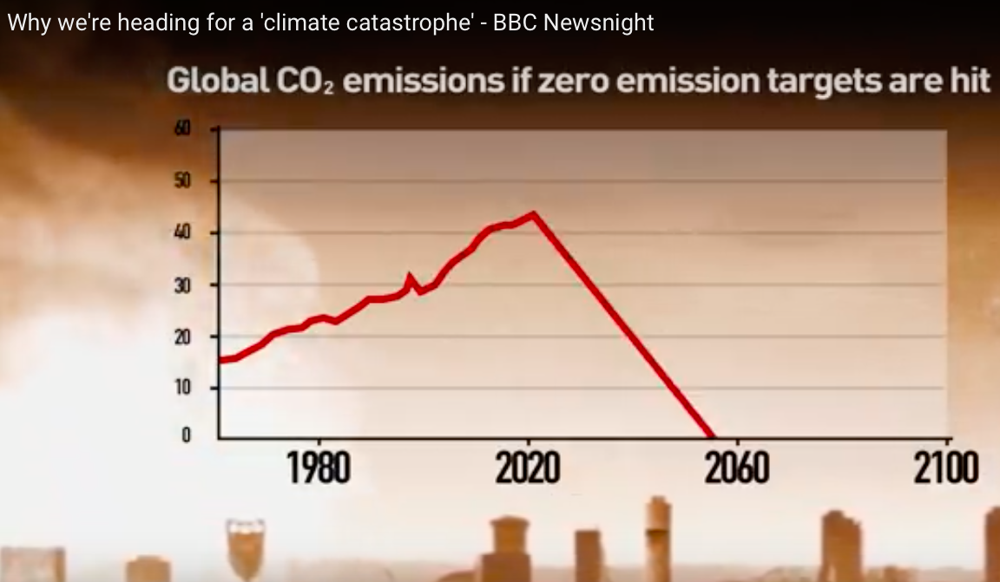 Why we're heading for a 'climate catastrophe' - BBC Newsnight
Global CO₂ emissions if zero emission targets are hit
60
50
40
30
20
10
0
1980 2020 2060 2100